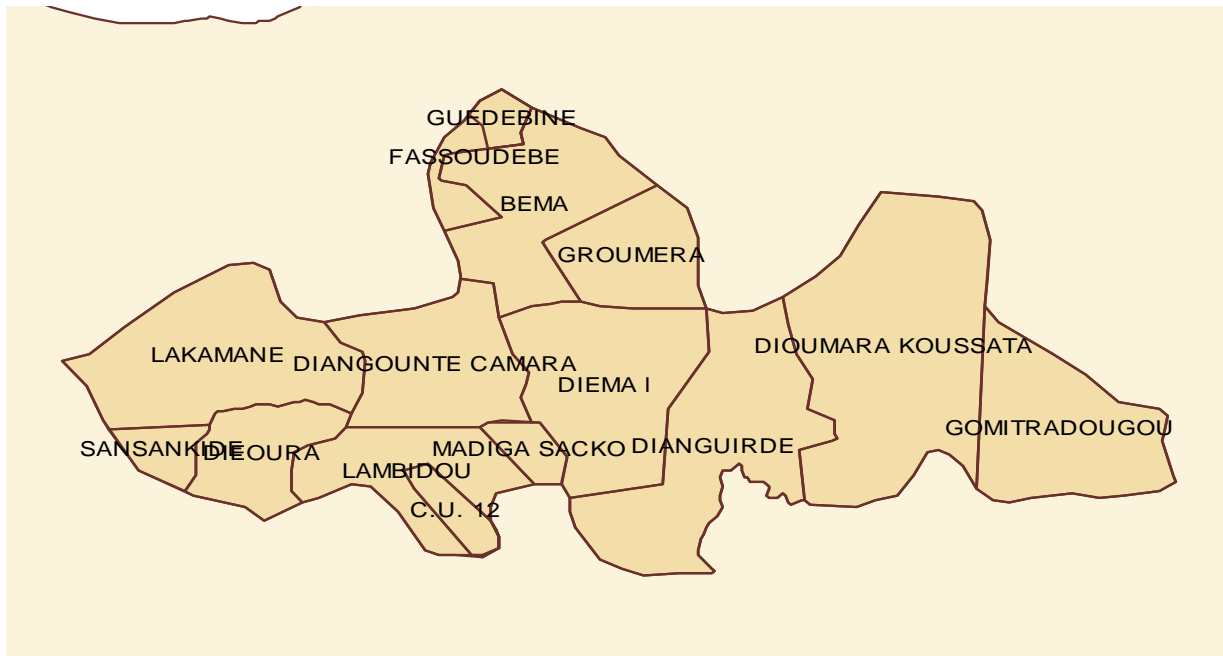 GUEDEBINE
FASSOUDEBE
BEMA
GROUMERA
DIOUMARA KOUSSATA
LAKAMANE
DIANGOUNTE CAMARA
DIEMA I
GOMITRADOUGOU
SANSANKIDE
DIEOURA
MADIGA SACKO
DIANGUIRDE
LAMBIDOU
C.U. 12